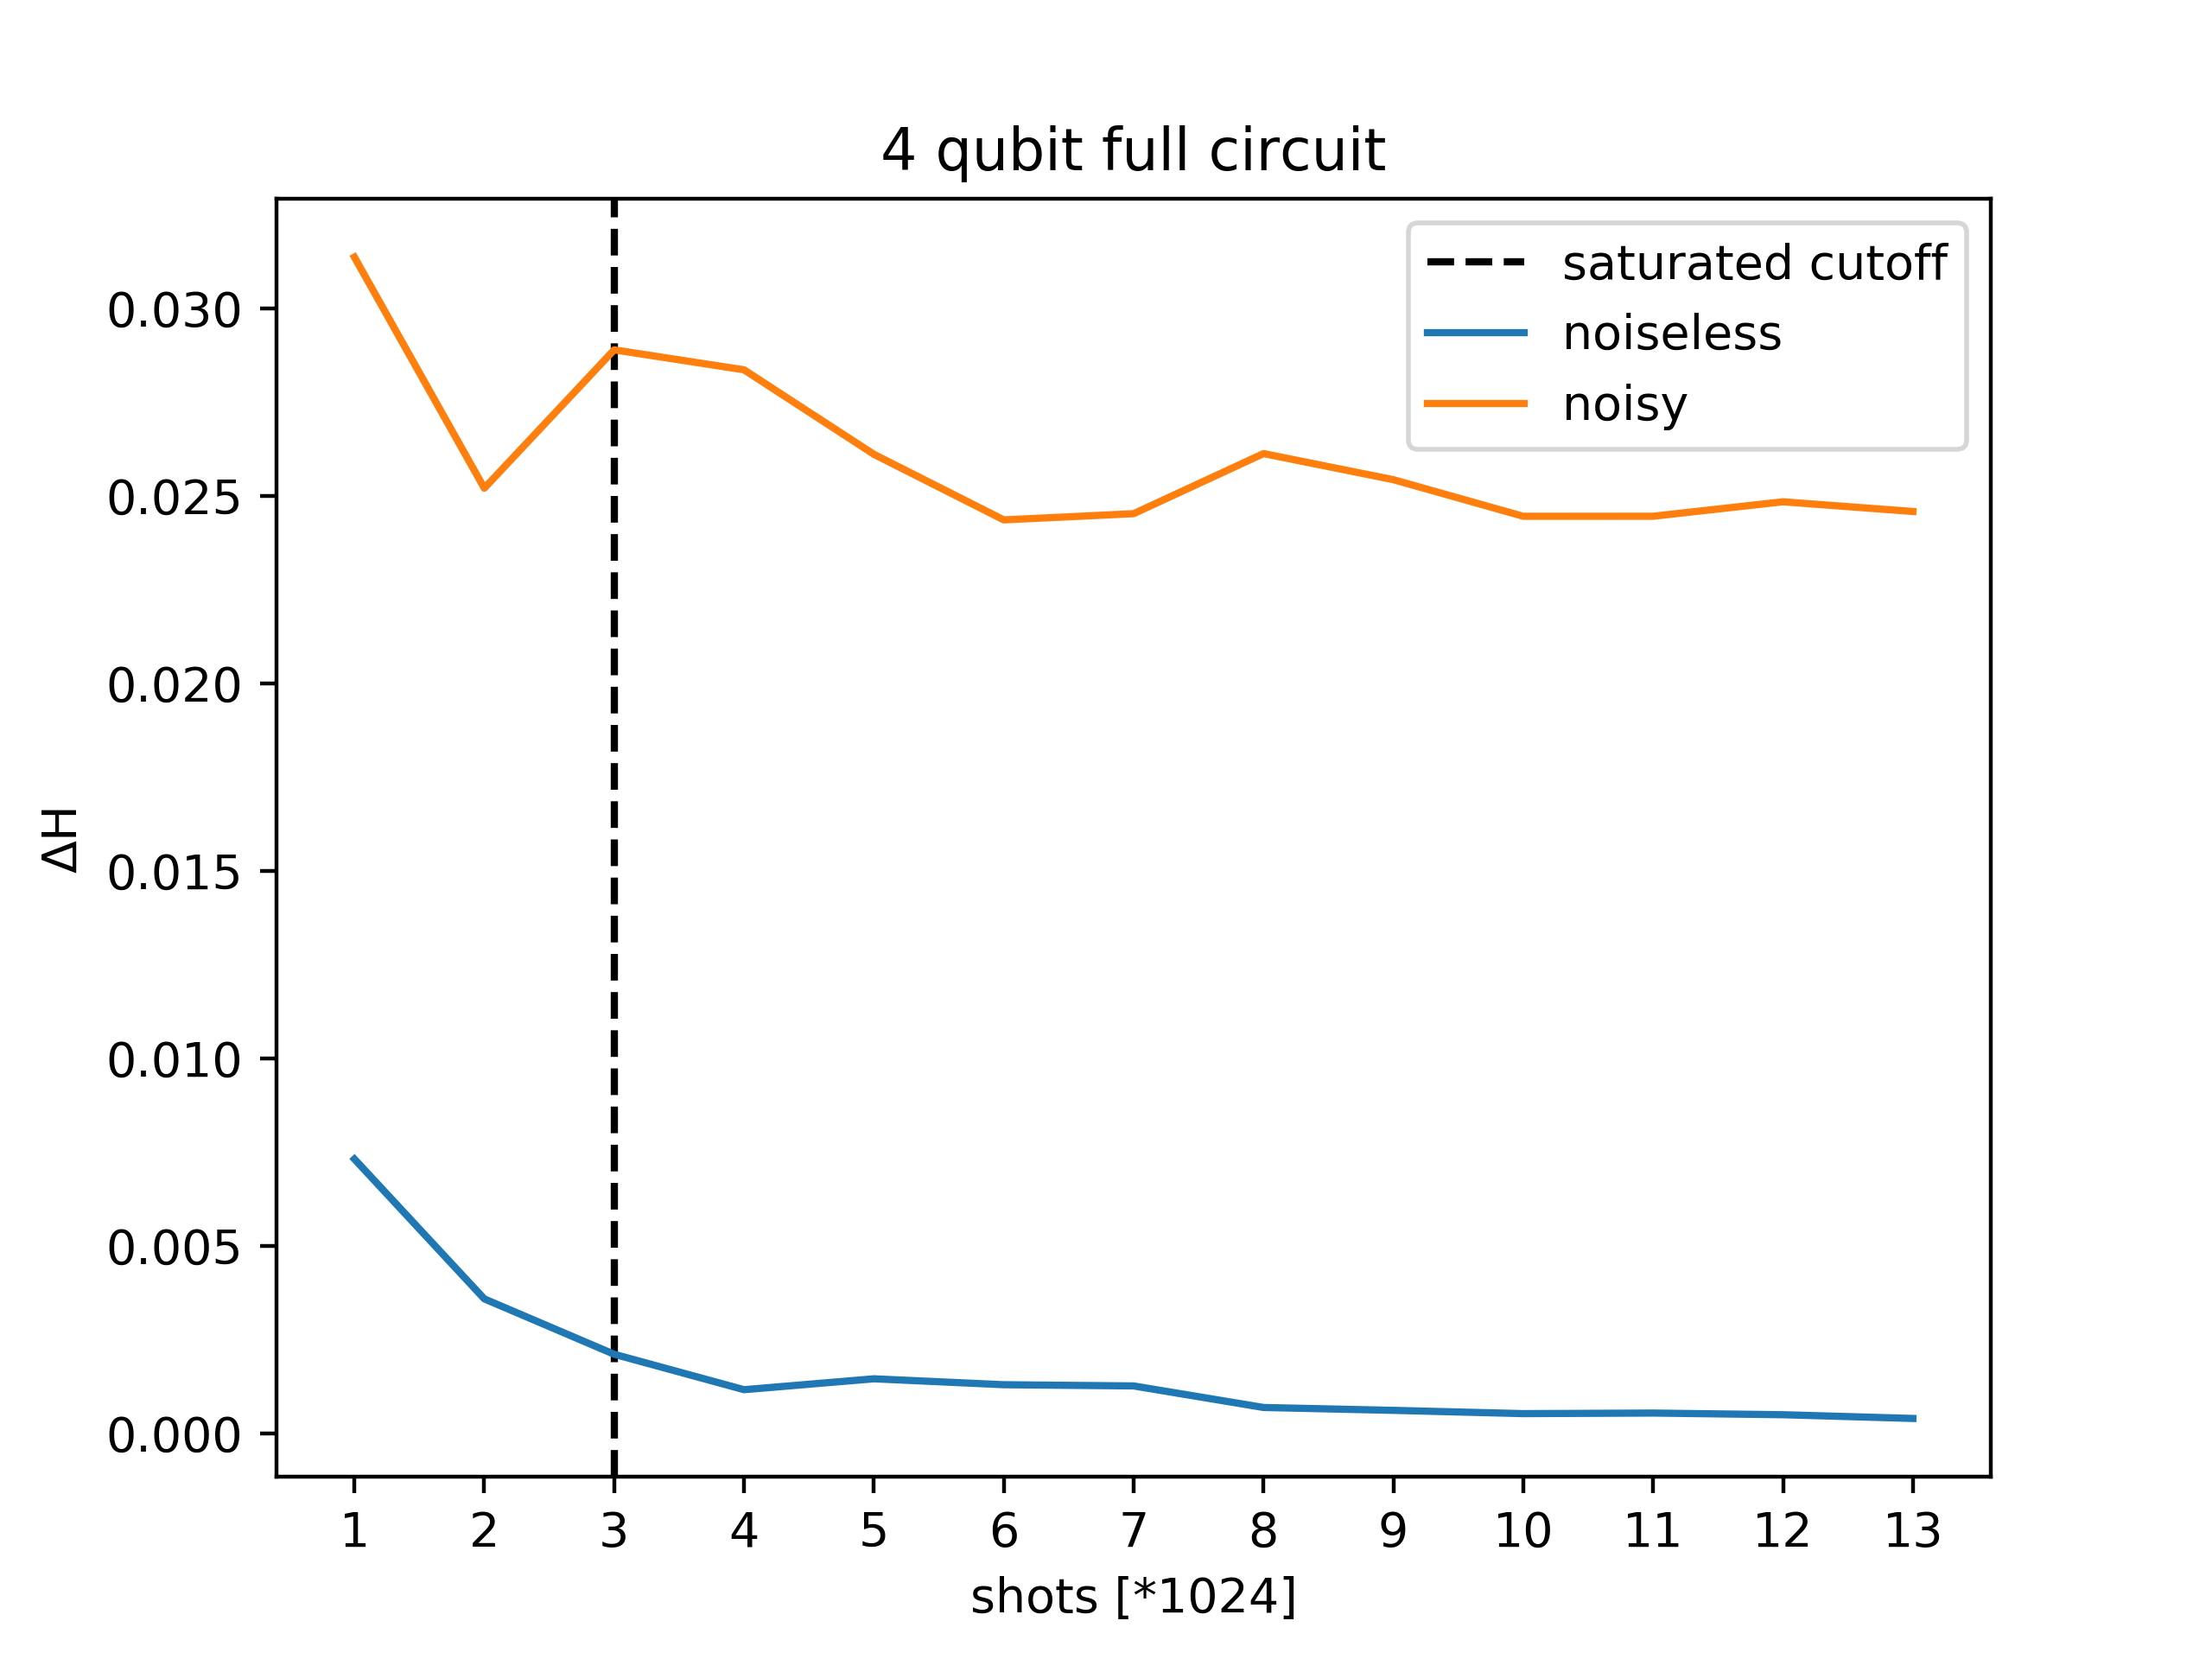 4 qubit full circuit
saturated cutoff
noiseless
noisy
0.030
0.025
0.020
0.015
0.010
0.005
0.000
ΔH
1 2 3 4 5 6 7 8 9 10 11 12 13
shots [*1024]